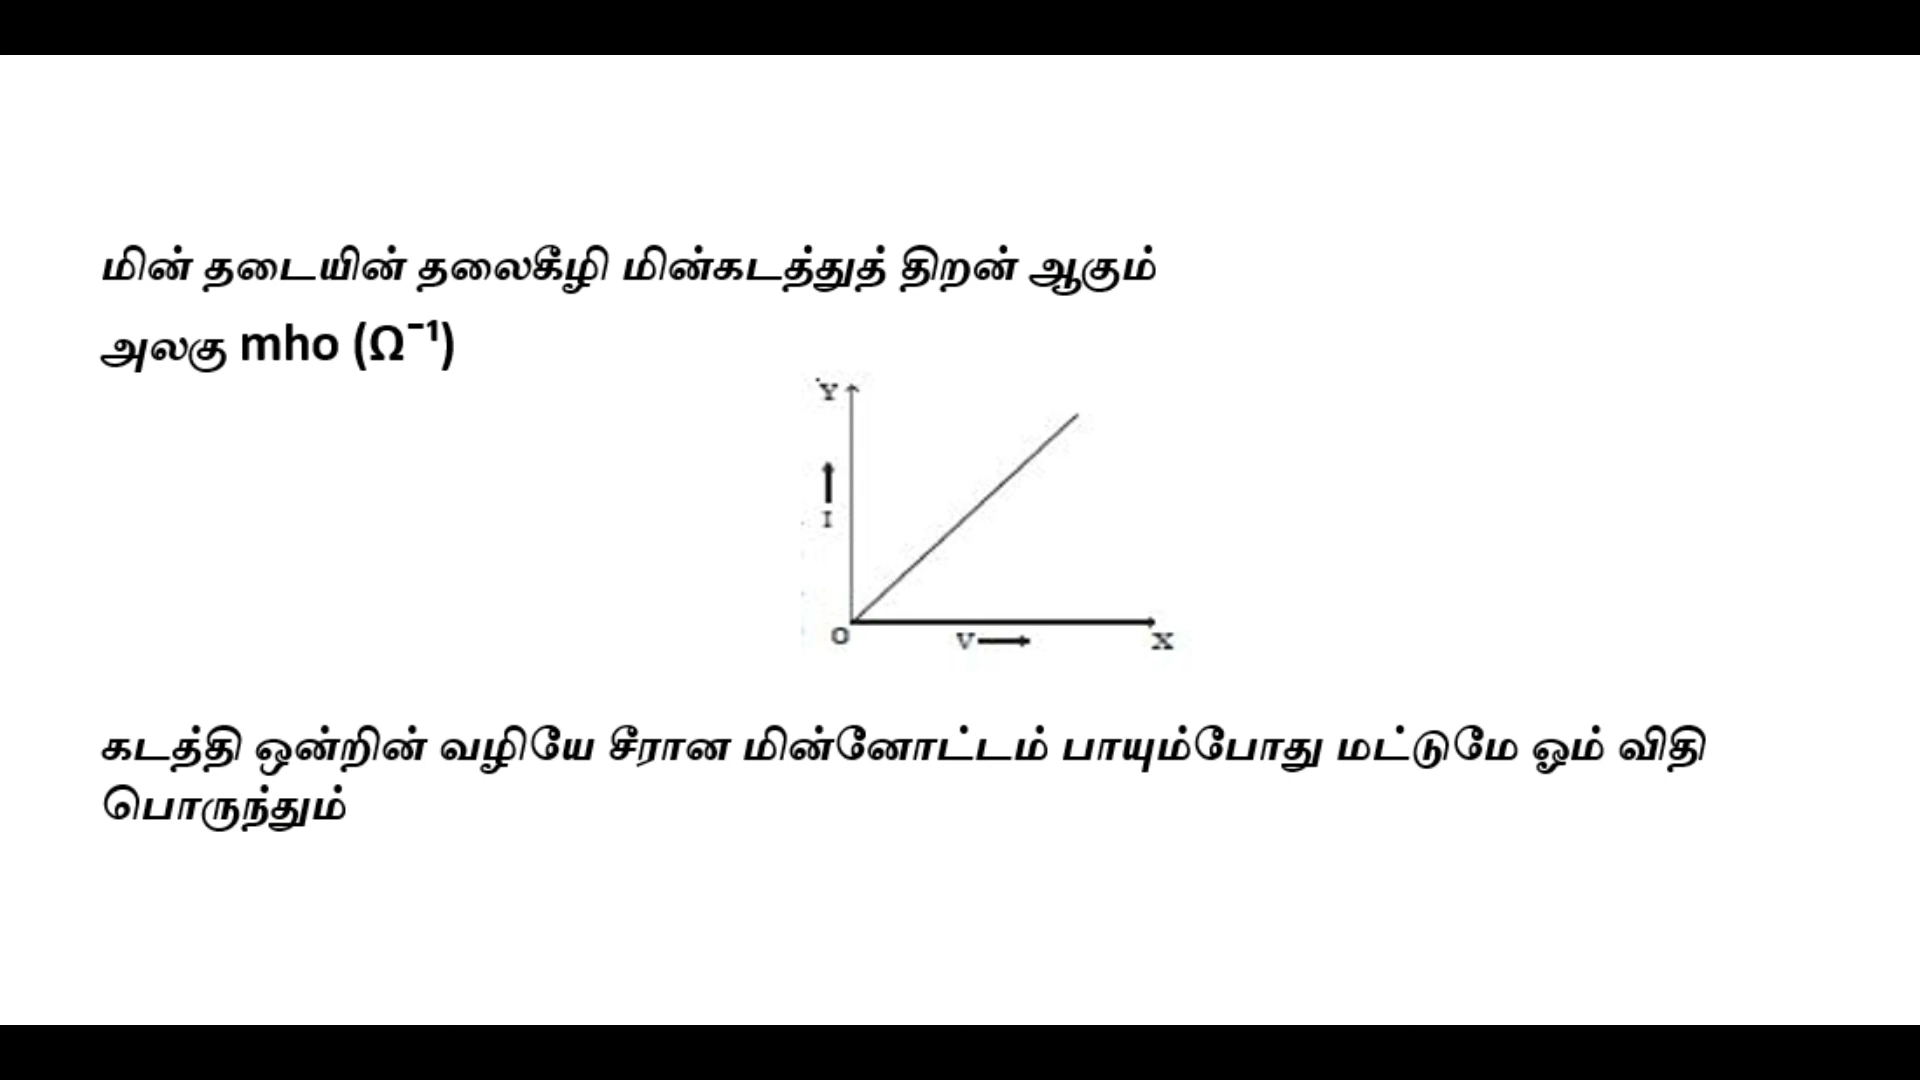 மின் தடையின் தலைகீழி மின்கடத்துத் திறன் ஆகும்
அலகு mho (Ω⁻¹)
Y
I
O
V
X
கடத்தி ஒன்றின் வழியே சீரான மின்னோட்டம் பாயும்போது மட்டுமே ஓம் விதி
பொருந்தும்